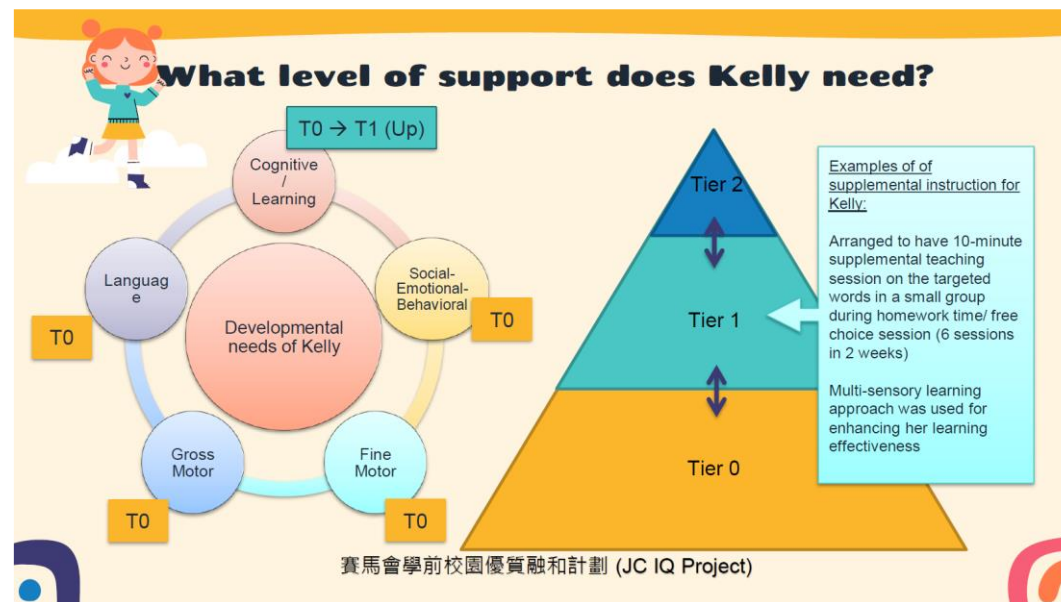 What level of support does Kelly need?
T0 → T1 (Up)
Cognitive
/
Learning
Languag
e
T0
Social-
Emotional-
Behavioral
T0
Developmental
needs of Kelly
Gross
Motor
T0
Fine
Motor
T0
Tier 2
Tier 1
Tier 0
Examples of of
supplemental instruction for
Kelly:
Arranged to have 10-minute
supplemental teaching
session on the targeted
words in a small group
during homework time/ free
choice session (6 sessions
in 2 weeks)
Multi-sensory learning
approach was used for
enhancing her learning
effectiveness
賽馬會學前校園優質融和計劃 (JC IQ Project)